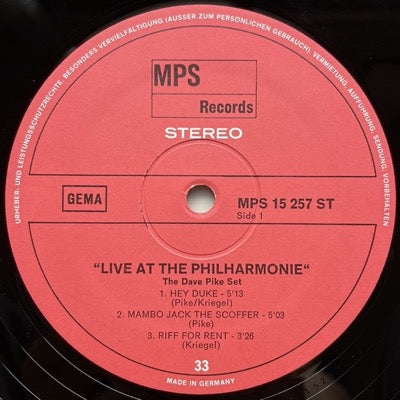 URHEBER- UND LEISTUNGSSCHUTZRECHTE, BESONDERS VERVIELFÄLTIGUNG (AUSSER ZUM PERSÖNLICHEN GEBRAUCH), VERMIETUNG, AUFFÜHRUNG, SENDUNG, VORBEHALTEN
MPS
Records
STEREO
GEMA
MPS 15 257 ST
Side 1
“LIVE AT THE PHILHARMONIE“
The Dave Pike Set
1. HEY DUKE - 5'13
(Pike/Kriegel)
2. MAMBO JACK THE SCOFFER - 5'03
(Pike)
3. RIFF FOR RENT - 3'26
(Kriegel)
33
MADE IN GERMANY